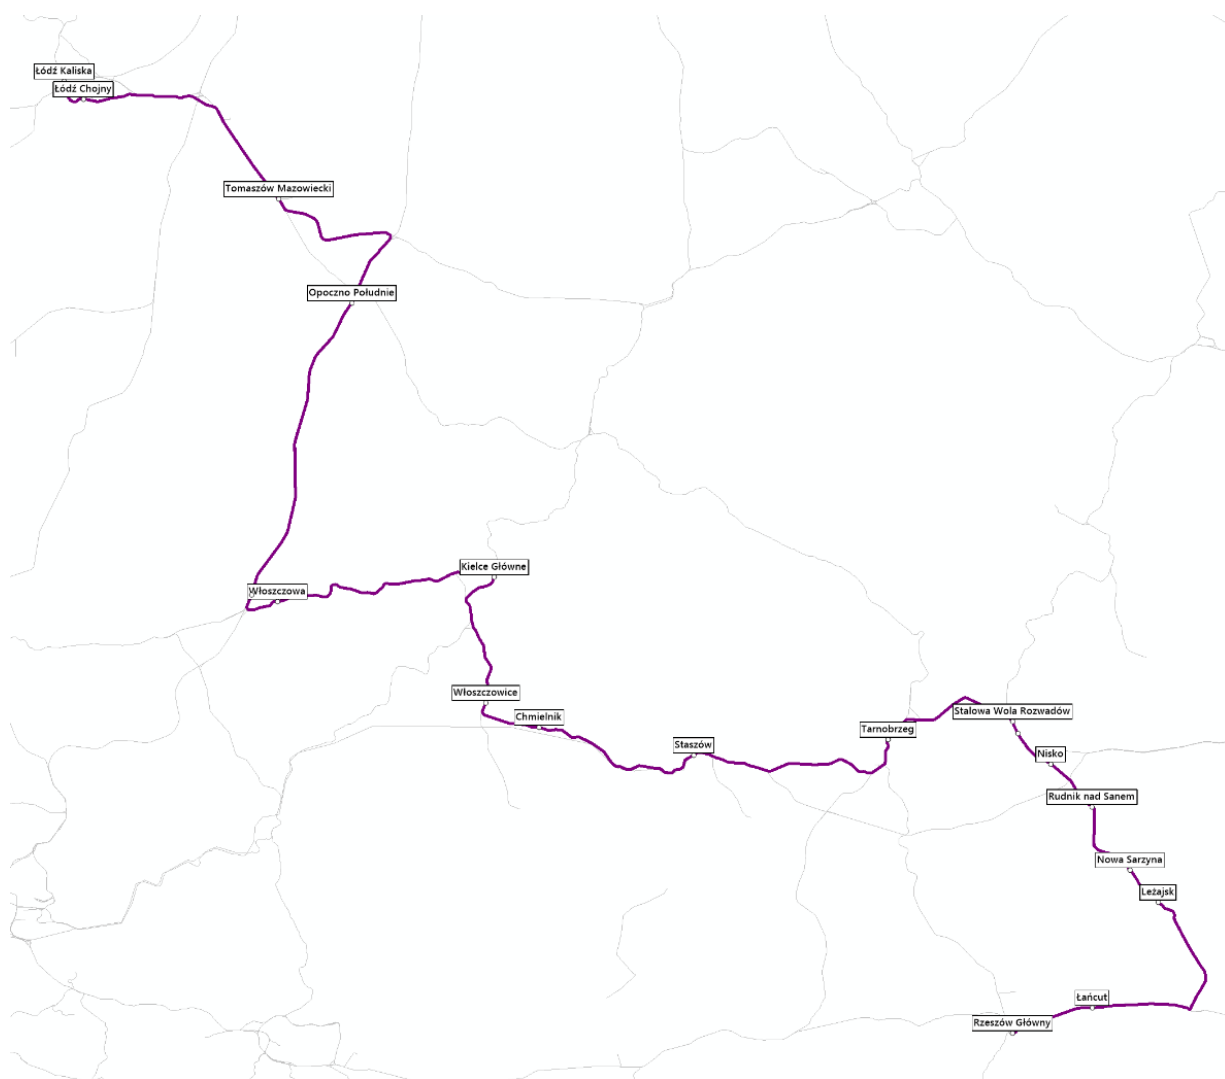 Łódź Kaliska
Łódź Chojny
Tomaszów Mazowiecki
Opoczno Południe
Kielce Główne
Włoszczowa
Włoszczowice
Stalowa Wola Rozwadów
Chmielnik
Tarnobrzeg
Staszów
Nisko
Rudnik nad Sanem
Nowa Sarzyna
Leżajsk
Łańcut
Rzeszów Główny